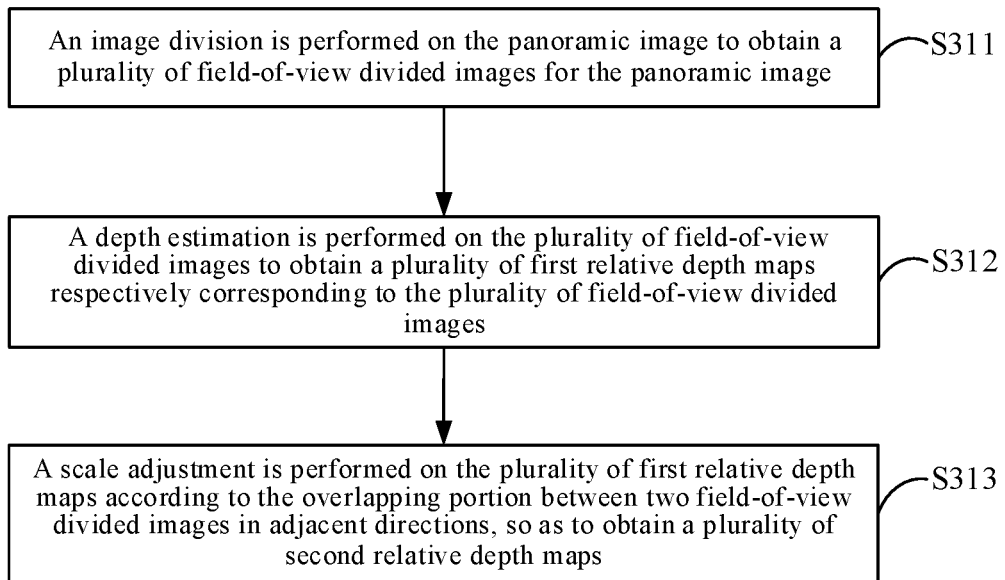 An image division is performed on the panoramic image to obtain a
plurality of field-of-view divided images for the panoramic image
S311
A depth estimation is performed on the plurality of field-of-view
divided images to obtain a plurality of first relative depth maps
respectively corresponding to the plurality of field-of-view divided
images
S312
A scale adjustment is performed on the plurality of first relative depth
maps according to the overlapping portion between two field-of-view
divided images in adjacent directions, so as to obtain a plurality of
second relative depth maps
S313